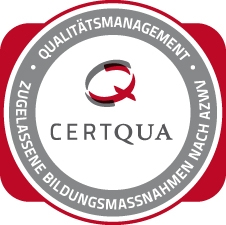 · QUALITÄTSMANAGEMENT ·
CERTQUA
ZUGELASSENE BILDUNGSMASSNAHMEN NACH AZWV